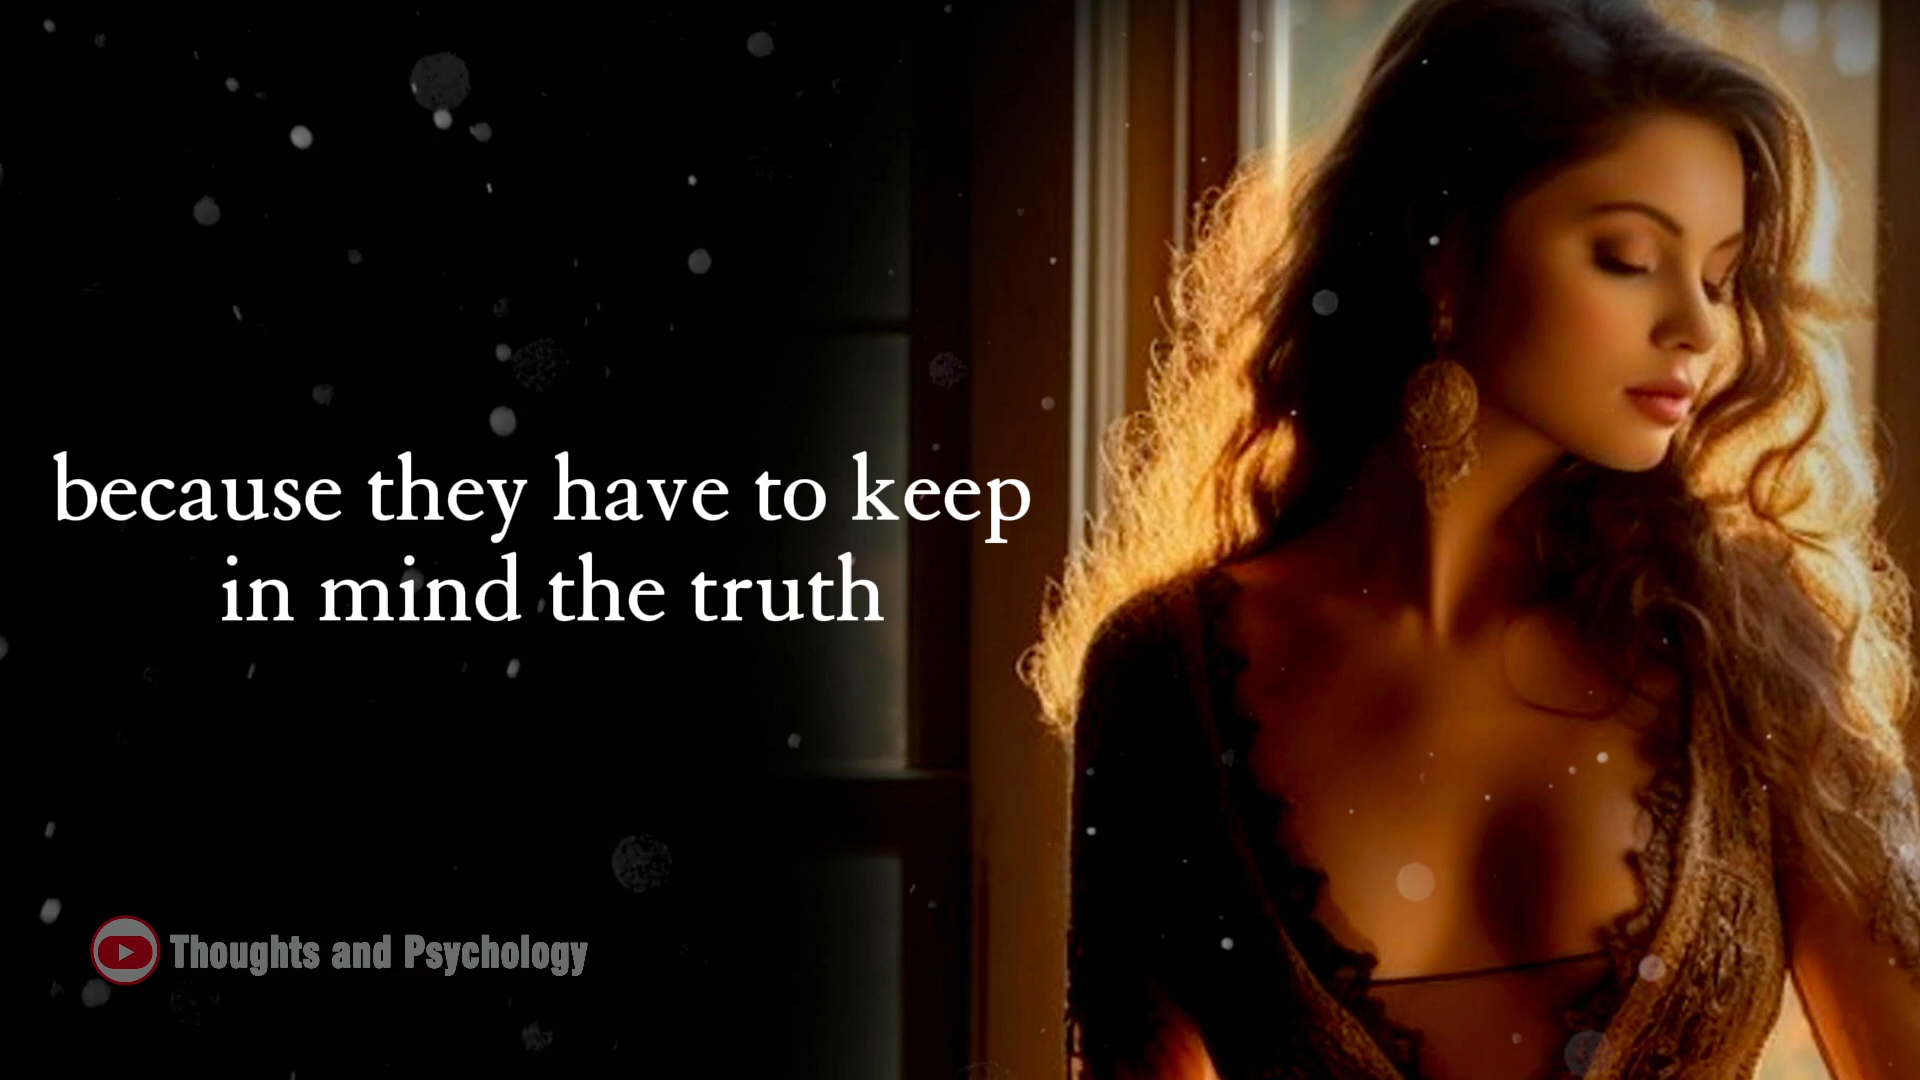 because they have to keep
in mind the truth
Thoughts and Psychology